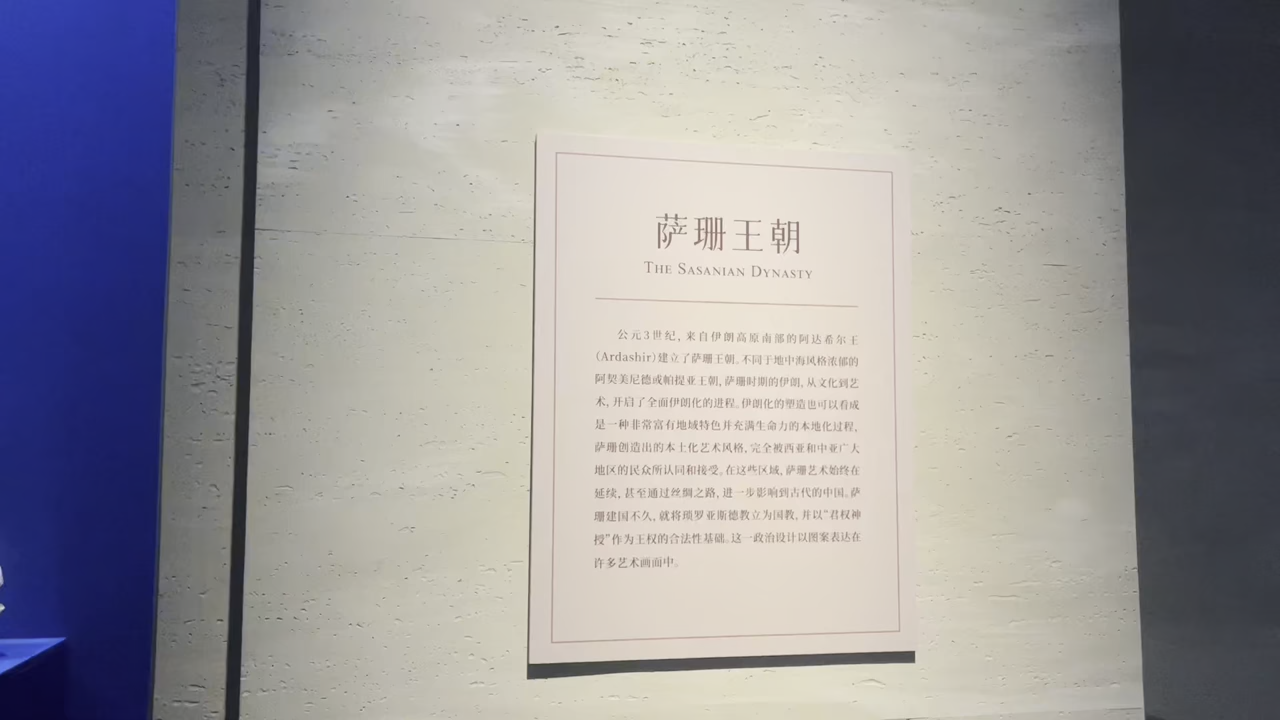 萨珊王朝
THE SASANIAN DYNASTY
公元3世纪，来自伊朗高原南部的阿达希尔王
(Ardashir)建立了萨珊王朝。不同于地中海风格浓郁的
阿契美尼德或帕提亚王朝，萨珊时期的伊朗，从文化到艺
术，开启了全面伊朗化的进程。伊朗化的塑造也可以看成
是一种非常富有地域特色并充满生命力的本地化过程，
萨珊创造出的本土化艺术风格，完全被西亚和中亚广大
地区的民众所认同和接受。在这些区域，萨珊艺术始终在
延续，甚至通过丝绸之路，进一步影响到古代的中国。萨
珊建国不久，就将琐罗亚斯德教立为国教，并以“君权神
授”作为王权的合法性基础。这一政治设计以图案表达在
许多艺术画面中。